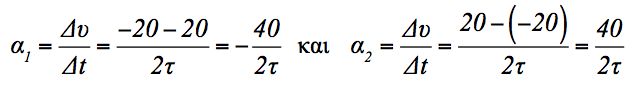 α₁ = Δυ/Δt = (−20−20)/2τ = −40/2τ και α₂ = Δυ/Δt = (20−(−20))/2τ = 40/2τ